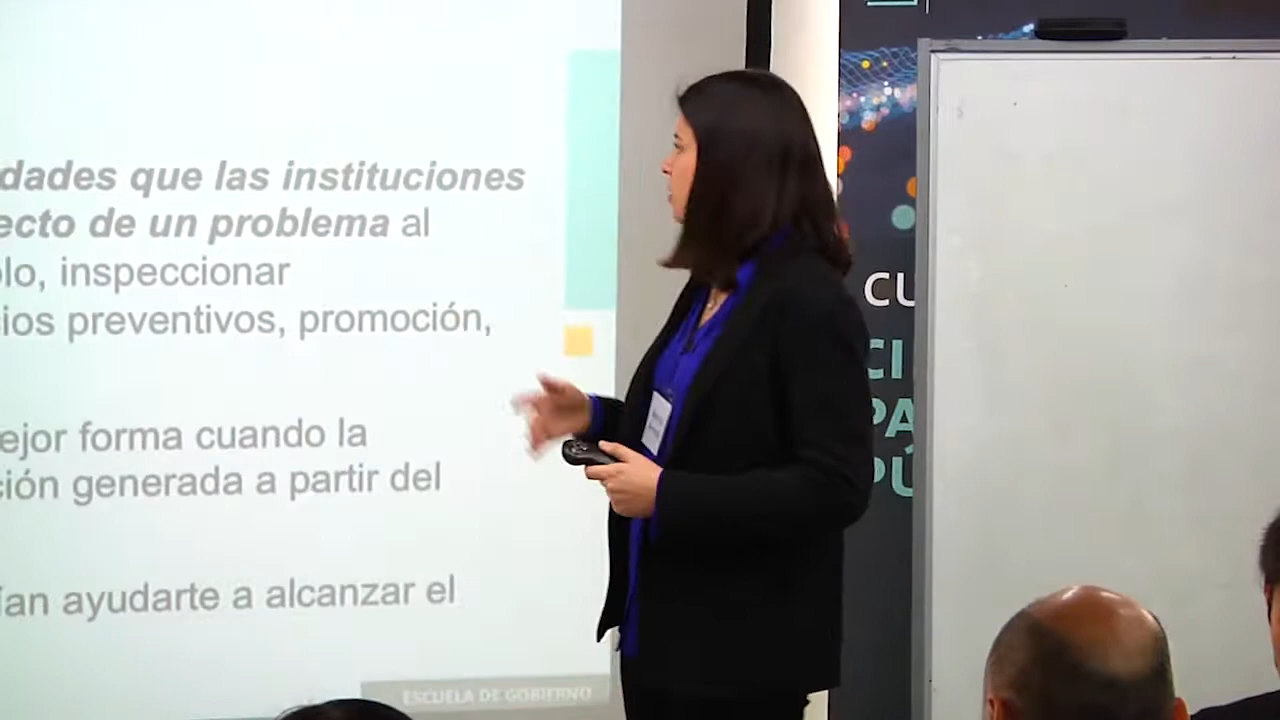 dades que las instituciones
ecto de un problema al
olo, inspeccionar
ios preventivos, promoción,
ejor forma cuando la
ción generada a partir del
ían ayudarte a alcanzar el
ESCUELA DE GOBIERNO
CU
CI
PA
PÚ